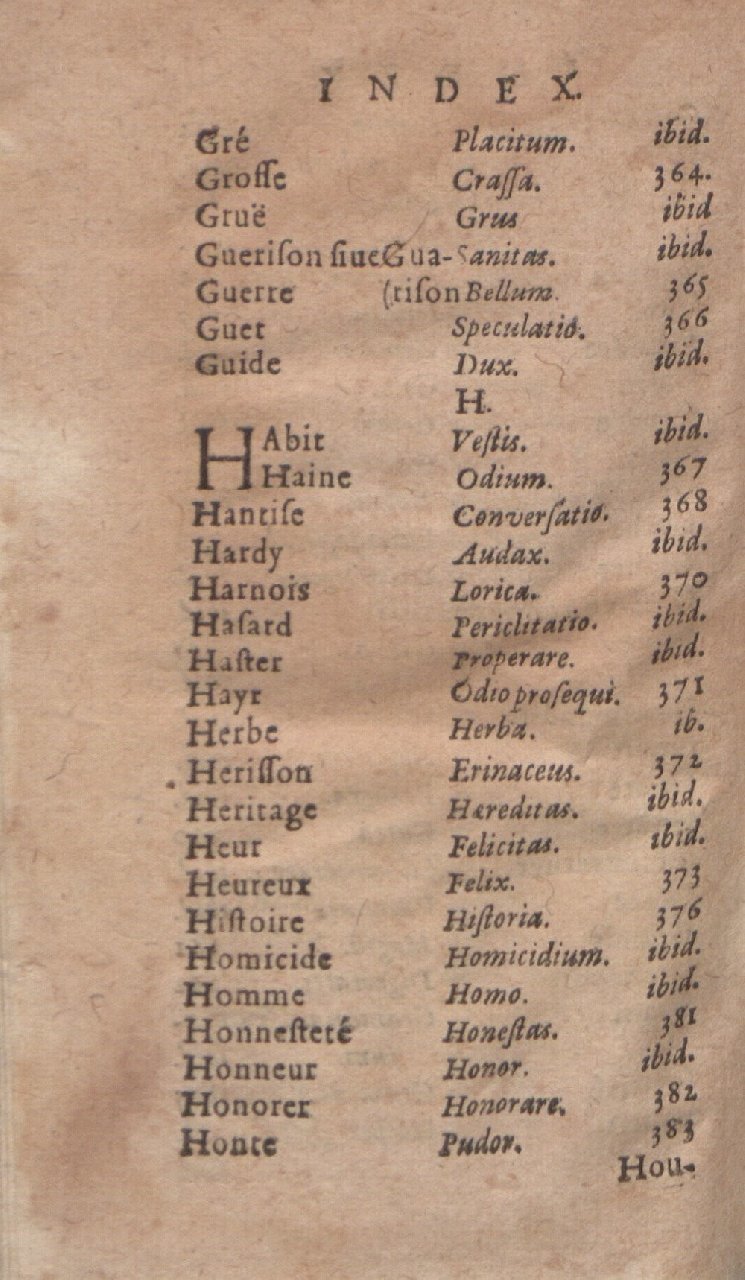 INDEX.
Gré Placitum. ibid.
Groſſe Craſſa. 364.
Gruë Grus ibid
Gueriſon ſiue Gua- Sanitas. ibid.
Guerre (riſon Bellum. 365
Guet Speculatio. 366
Guide Dux. ibid.
H.
HAbit Veſtis. ibid.
Haine Odium. 367
Hantiſe Converſatio. 368
Hardy Audax. ibid.
Harnois Lorica. 370
Haſard Periclitatio. ibid.
Haſter Properare. ibid.
Hayr Odio proſequi. 371
Herbe Herba. ib.
Heriſſon Erinaceus. 372
Heritage Hæreditas. ibid.
Heur Felicitas. ibid.
Heureux Felix. 373
Hiſtoire Hiſtoria. 376
Homicide Homicidium. ibid.
Homme Homo. ibid.
Honneſteté Honeſtas. 381
Honneur Honor. ibid.
Honorer Honorare. 382
Honte Pudor. 383
Hou-